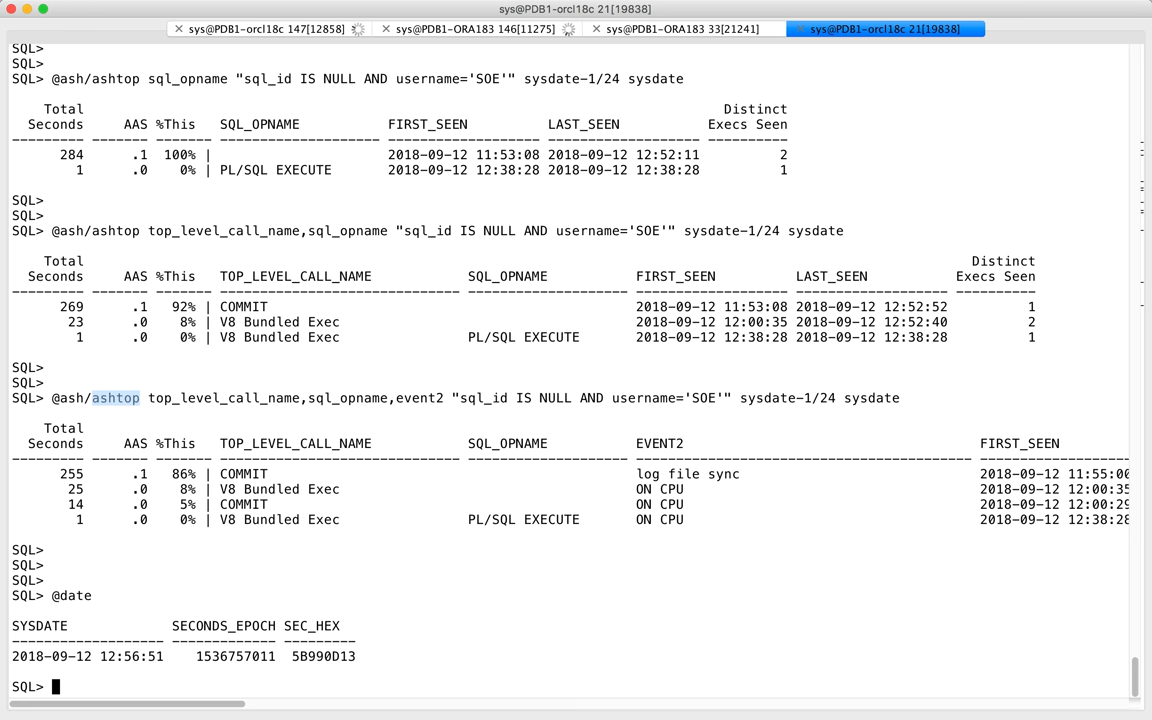 sys@PDB1-orcl18c 21[19838]
sys@PDB1-orcl18c 147[12858] sys@PDB1-ORA183 146[11275] sys@PDB1-ORA183 33[21241] sys@PDB1-orcl18c 21[19838]
SQL>
SQL>
SQL> @ash/ashtop sql_opname "sql_id IS NULL AND username='SOE'" sysdate-1/24 sysdate
Total Distinct
Seconds AAS %This SQL_OPNAME FIRST_SEEN LAST_SEEN Execs Seen
--------- ------- ------- -------------------- ------------------- ------------------- ----------
284 .1 100% | 2018-09-12 11:53:08 2018-09-12 12:52:11 2
1 .0 0% | PL/SQL EXECUTE 2018-09-12 12:38:28 2018-09-12 12:38:28 1
SQL>
SQL>
SQL> @ash/ashtop top_level_call_name,sql_opname "sql_id IS NULL AND username='SOE'" sysdate-1/24 sysdate
Total Distinct
Seconds AAS %This TOP_LEVEL_CALL_NAME SQL_OPNAME FIRST_SEEN LAST_SEEN Execs Seen
--------- ------- ------- ------------------------------ -------------------- ------------------- ------------------- ----------
269 .1 92% | COMMIT 2018-09-12 11:53:08 2018-09-12 12:52:52 1
23 .0 8% | V8 Bundled Exec 2018-09-12 12:00:35 2018-09-12 12:52:40 2
1 .0 0% | V8 Bundled Exec PL/SQL EXECUTE 2018-09-12 12:38:28 2018-09-12 12:38:28 1
SQL>
SQL>
SQL> @ash/ashtop top_level_call_name,sql_opname,event2 "sql_id IS NULL AND username='SOE'" sysdate-1/24 sysdate
Total
Seconds AAS %This TOP_LEVEL_CALL_NAME SQL_OPNAME EVENT2 FIRST_SEEN
--------- ------- ------- ------------------------------ -------------------- ------------------------------------------ -------------------
255 .1 86% | COMMIT log file sync 2018-09-12 11:55:00
25 .0 8% | V8 Bundled Exec ON CPU 2018-09-12 12:00:35
14 .0 5% | COMMIT ON CPU 2018-09-12 12:00:29
1 .0 0% | V8 Bundled Exec PL/SQL EXECUTE ON CPU 2018-09-12 12:38:28
SQL>
SQL>
SQL>
SQL> @date
SYSDATE SECONDS_EPOCH SEC_HEX
------------------- ------------- ---------
2018-09-12 12:56:51 1536757011 5B990D13
SQL>